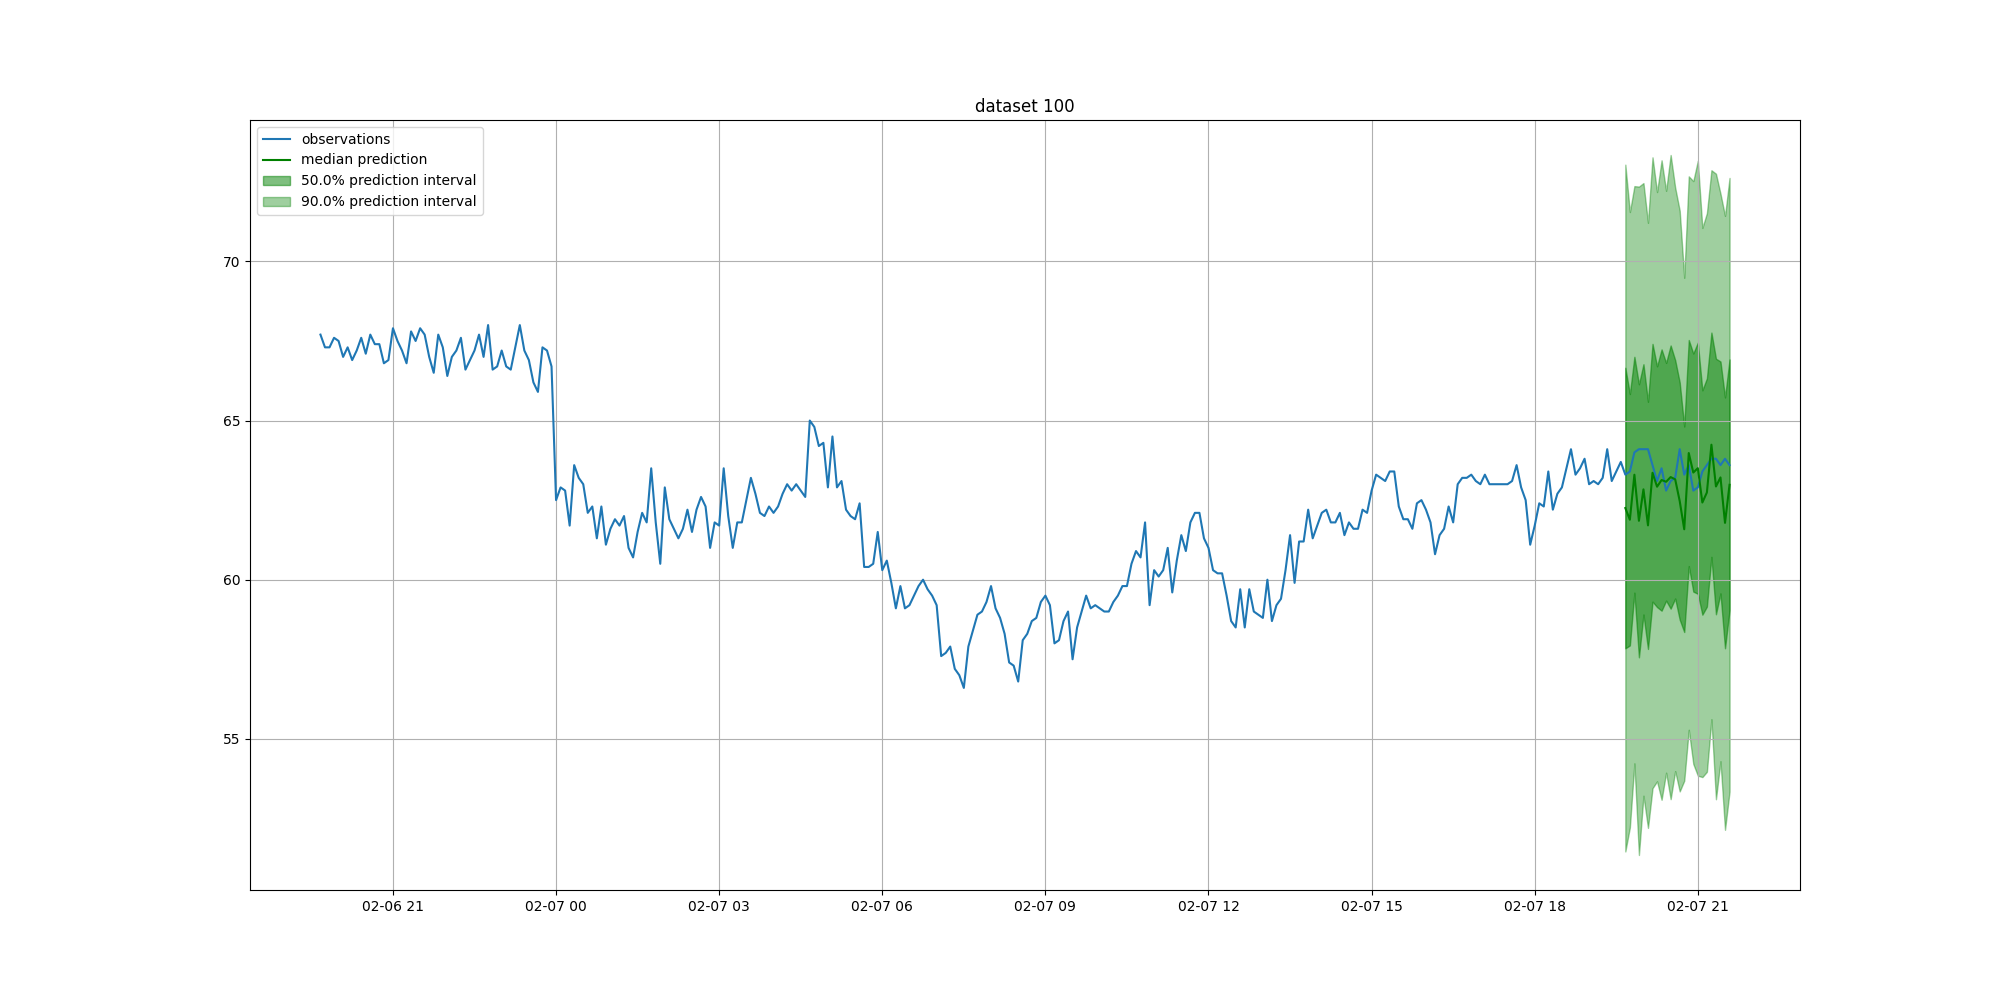 dataset 100
observations
median prediction
50.0% prediction interval
90.0% prediction interval
70
65
60
55
02-06 21
02-07 00
02-07 03
02-07 06
02-07 09
02-07 12
02-07 15
02-07 18
02-07 21